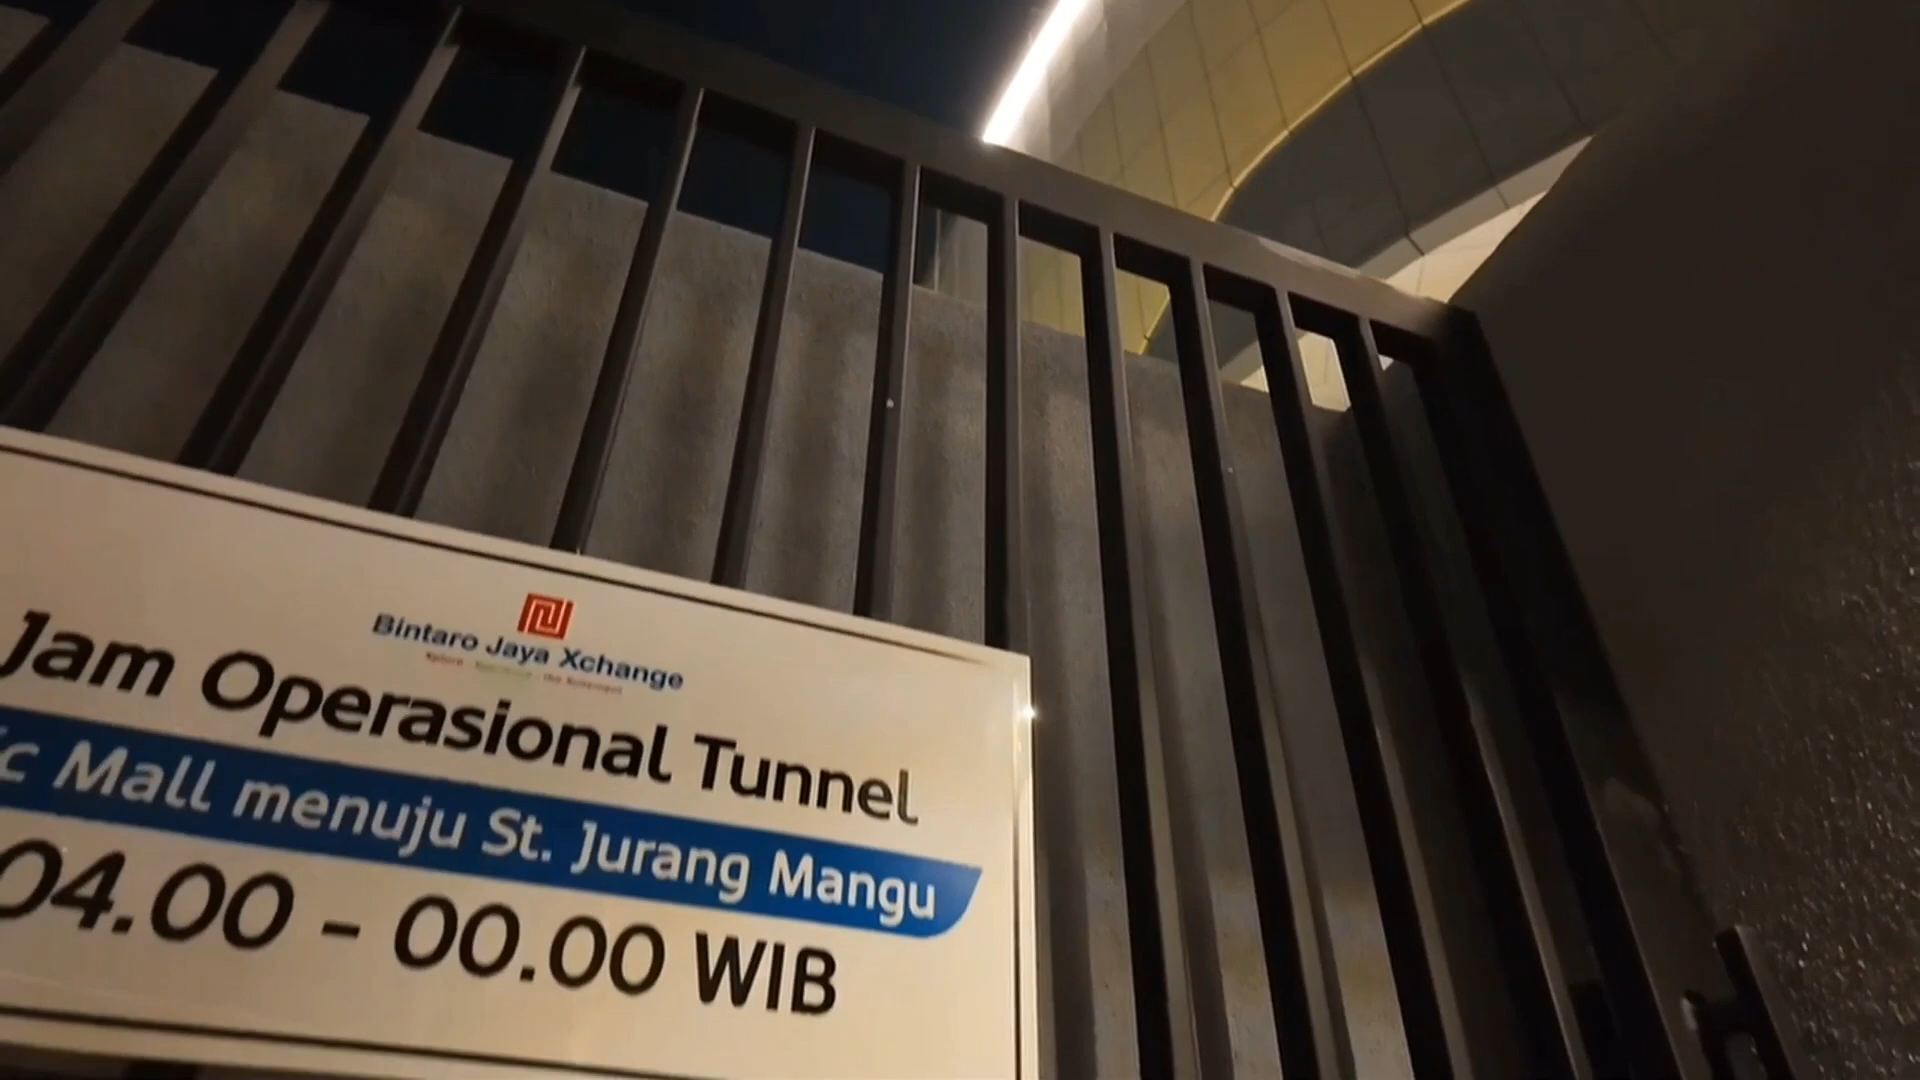 Bintaro Jaya Xchange
Jam Operasional Tunnel
Mall menuju St. Jurang Mangu
04.00 - 00.00 WIB